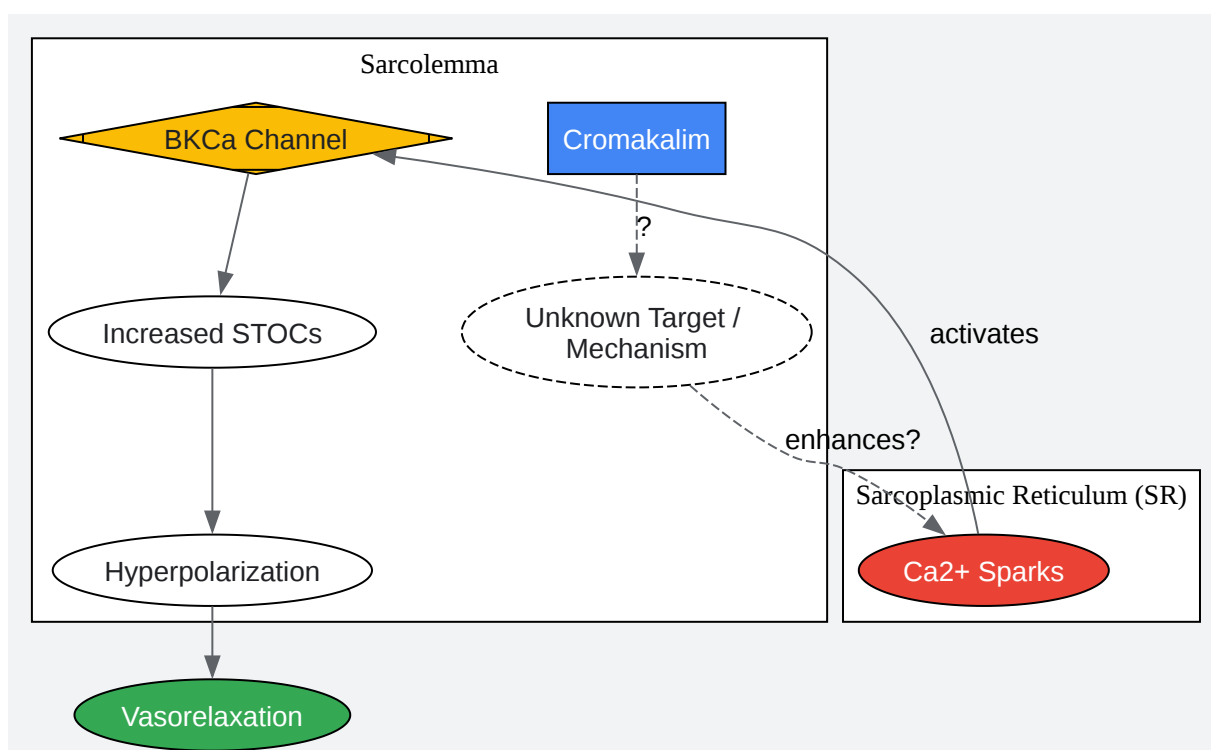 Sarcolemma
BKCa Channel
Cromakalim
?
Increased STOCs
Unknown Target /
Mechanism
activates
enhances?
Sarcoplasmic Reticulum (SR)
Hyperpolarization
Ca2+ Sparks
Vasorelaxation